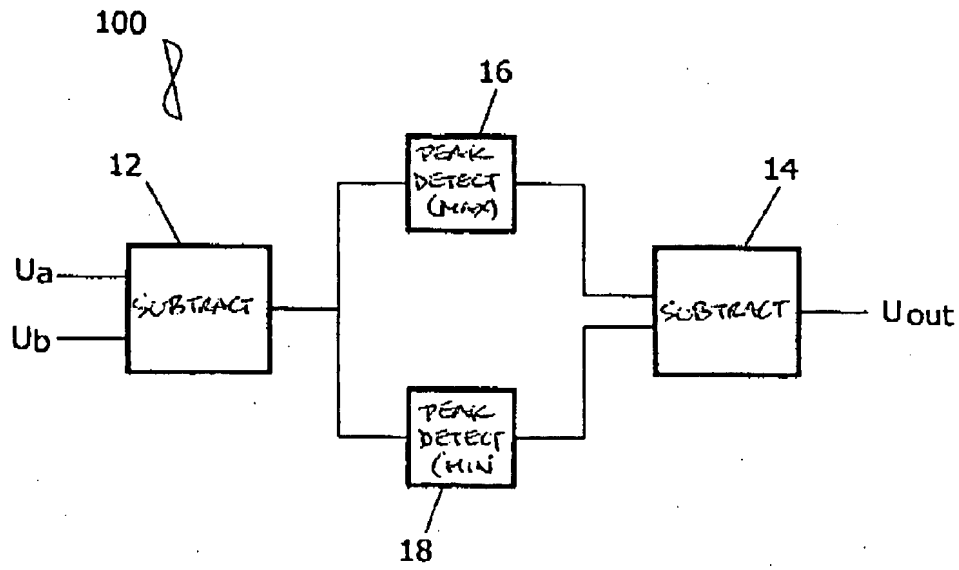 100
16
PEAK
DETECT
(MAX)
12
14
Ua
SUBTRACT
Ub
SUBTRACT
Uout
PEAK
DETECT
(MIN
18